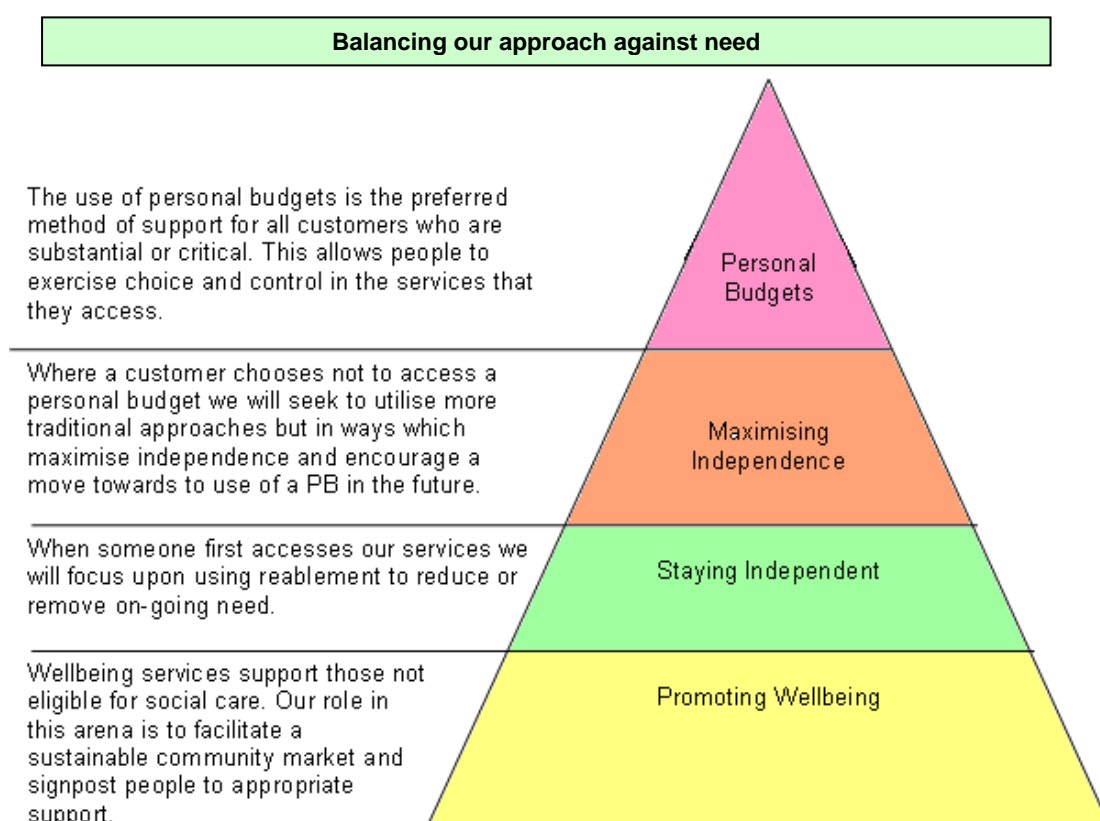 Balancing our approach against need
The use of personal budgets is the preferred
method of support for all customers who are
substantial or critical. This allows people to
exercise choice and control in the services that
they access.
Personal
Budgets
Where a customer chooses not to access a
personal budget we will seek to utilise more
traditional approaches but in ways which
maximise independence and encourage a
move towards to use of a PB in the future.
Maximising
Independence
When someone first accesses our services we
will focus upon using reablement to reduce or
remove on-going need.
Staying Independent
Wellbeing services support those not
eligible for social care. Our role in
this arena is to facilitate a
sustainable community market and
signpost people to appropriate
support.
Promoting Wellbeing